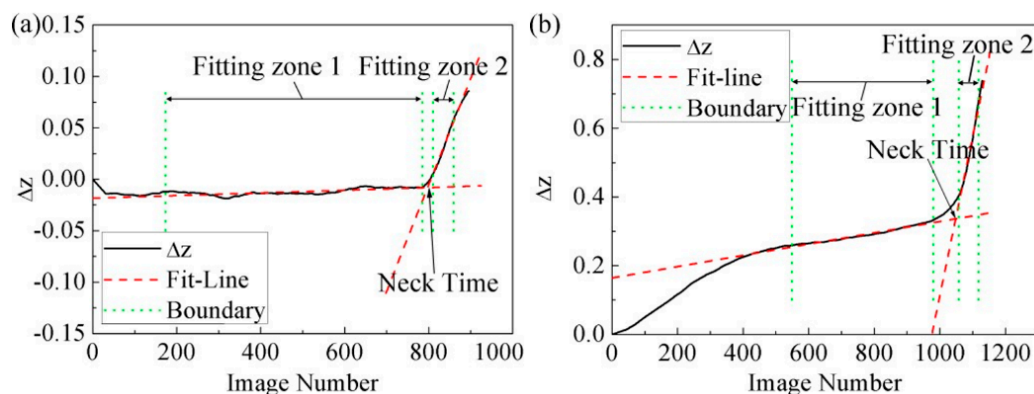 (a)
0.15
0.10
0.05
0.00
-0.05
-0.10
-0.15
Δz
Fitting zone 1
Fitting zone 2
Δz
Fit-Line
Boundary
Neck Time
0
200
400
600
800
1000
Image Number
(b)
0.8
0.6
0.4
0.2
0.0
Δz
Δz
Fit-line
Boundary
Fitting zone 2
Fitting zone 1
Neck Time
0
200
400
600
800
1000
1200
Image Number